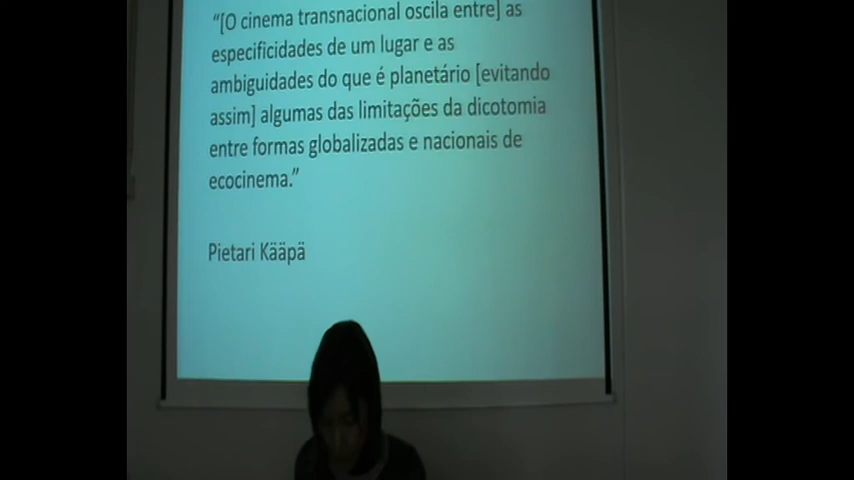 “[O cinema transnacional oscila entre] as
especificidades de um lugar e as
ambiguidades do que é planetário [evitando
assim] algumas das limitações da dicotomia
entre formas globalizadas e nacionais de
ecocinema.”
Pietari Kääpä